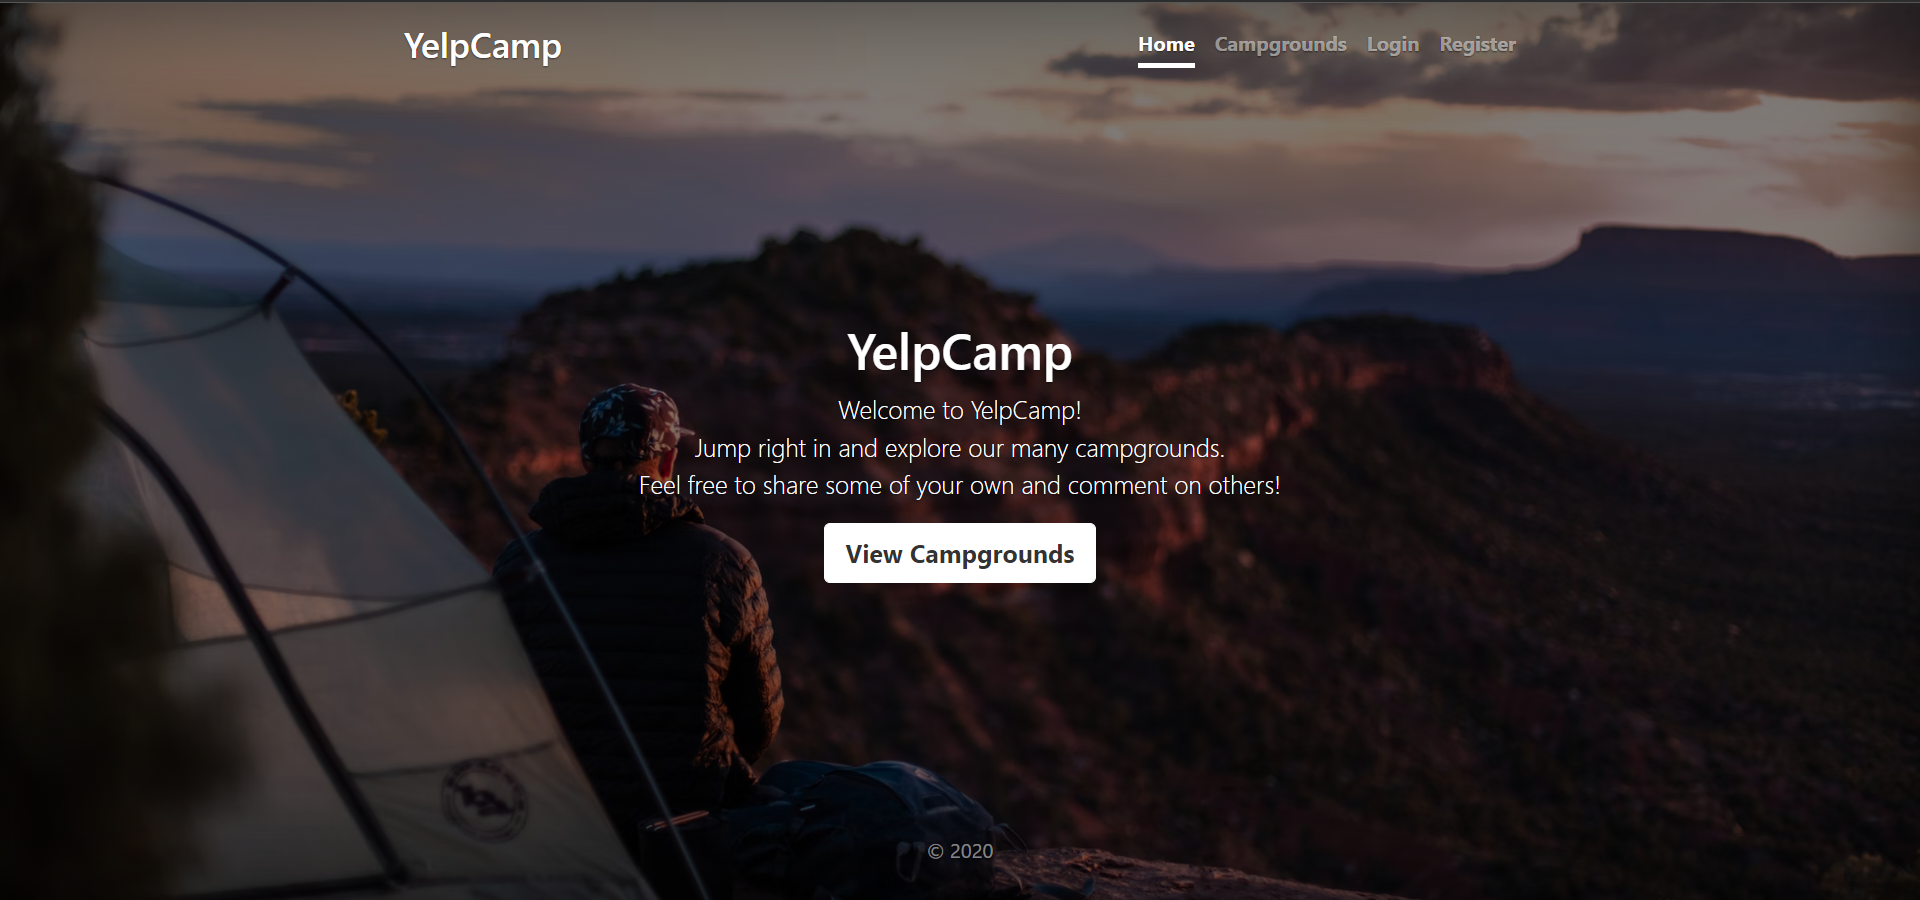 YelpCamp
Home Campgrounds Login Register
YelpCamp
Welcome to YelpCamp!
Jump right in and explore our many campgrounds.
Feel free to share some of your own and comment on others!
View Campgrounds
© 2020